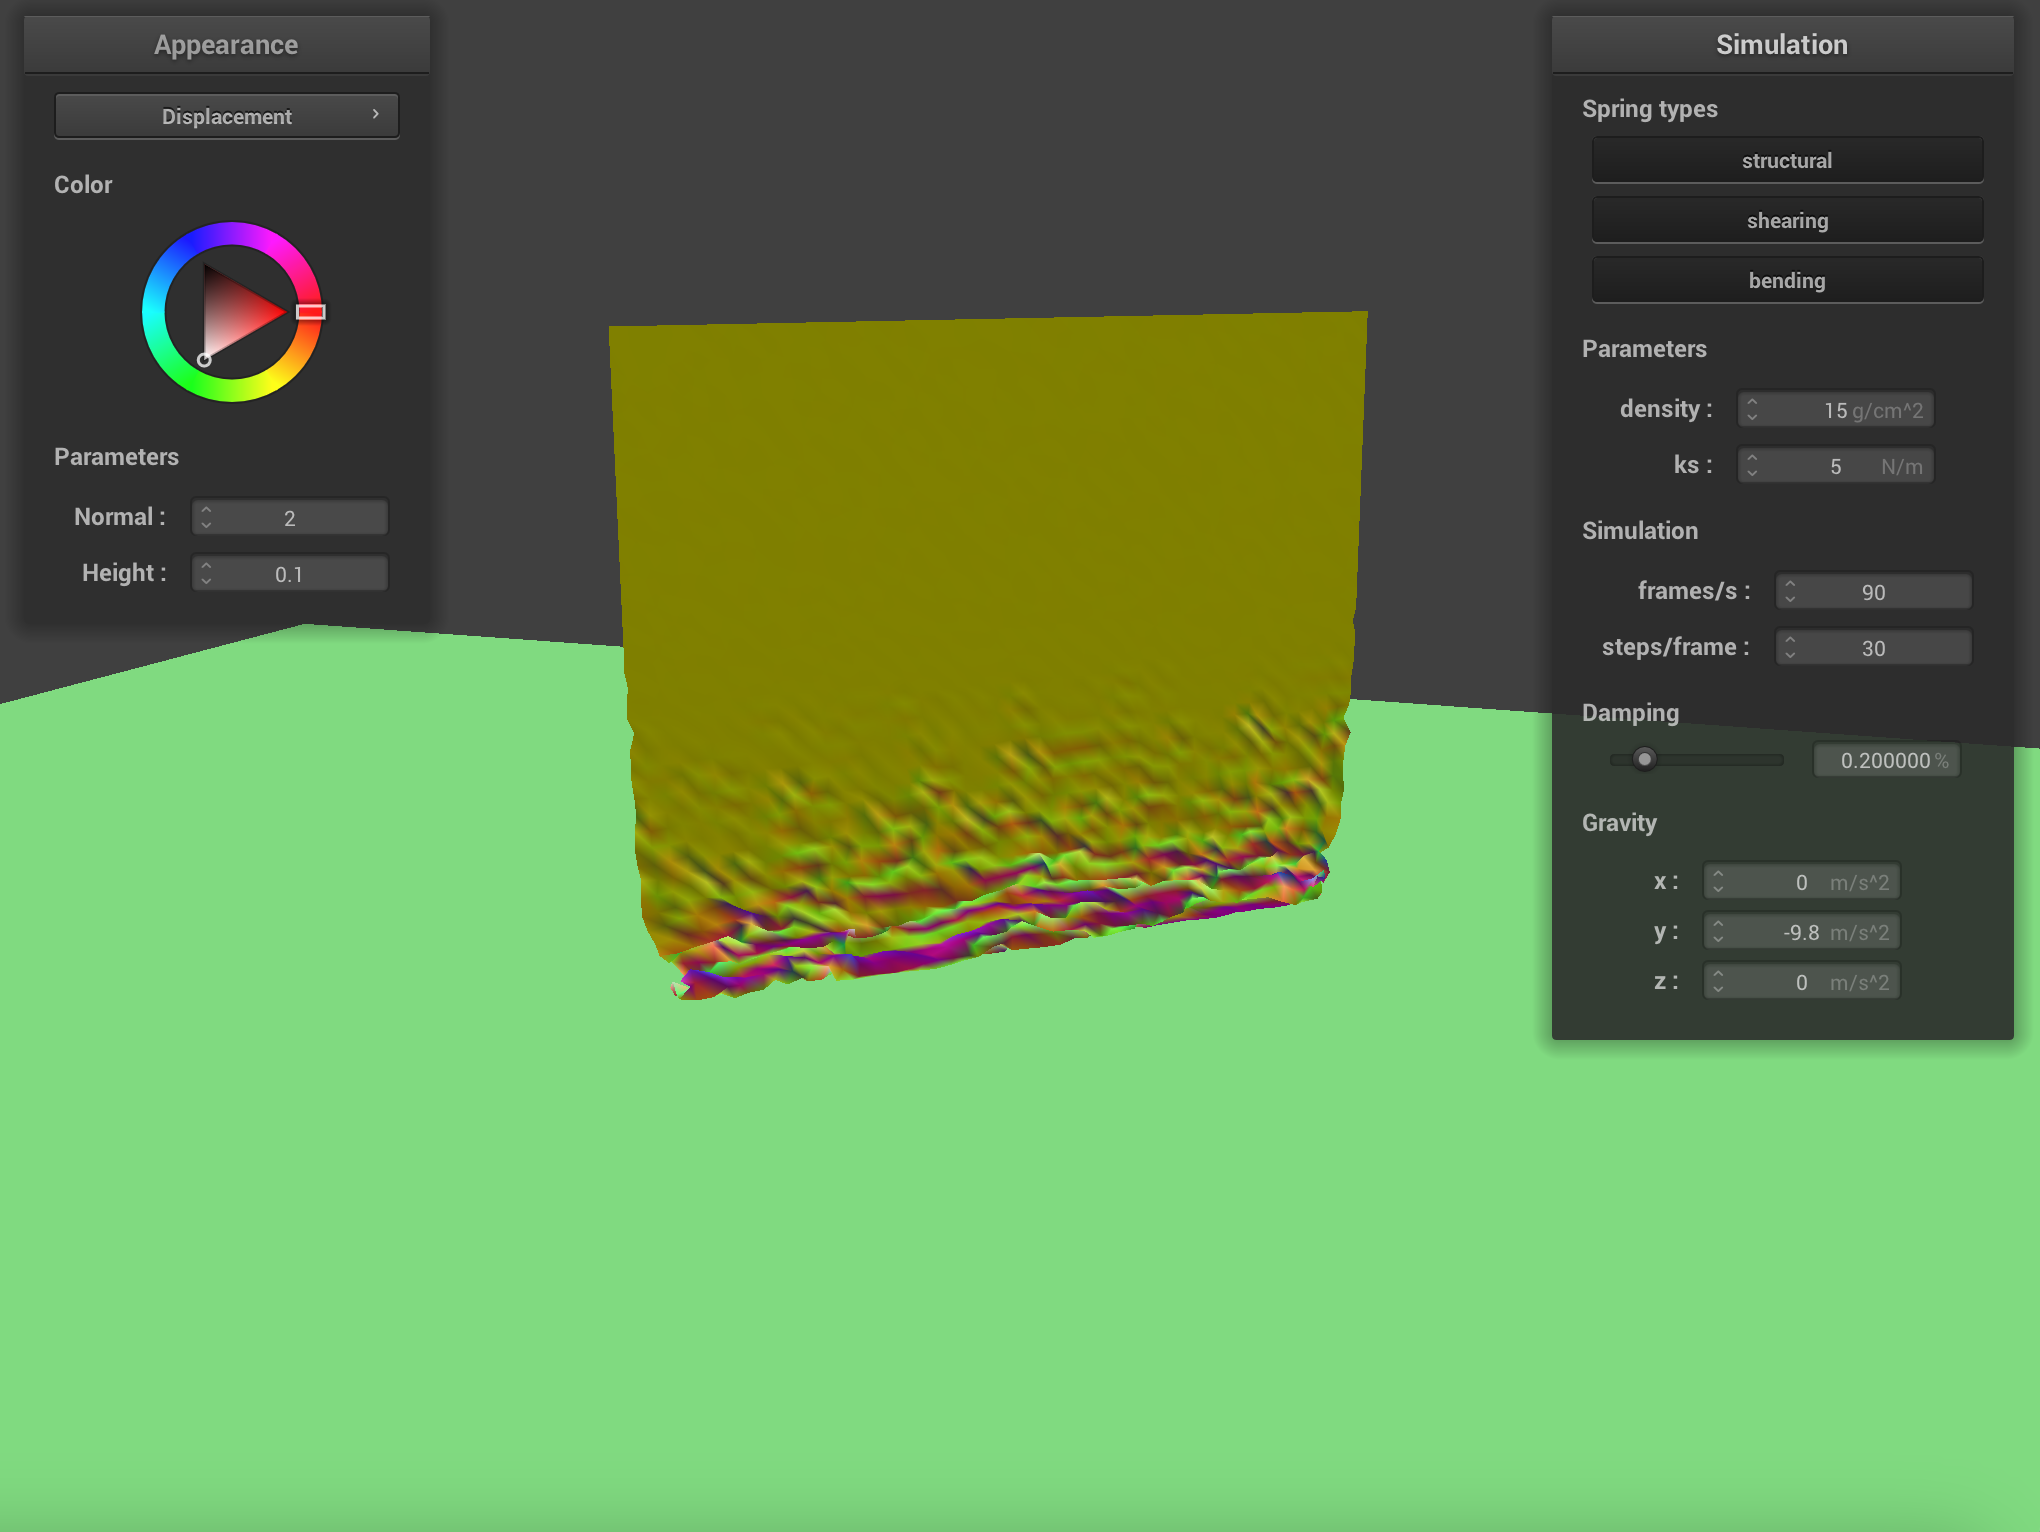 Appearance
Displacement ›
Color
Parameters
Normal : 2
Height : 0.1
Simulation
Spring types
structural
shearing
bending
Parameters
density : 15 g/cm^2
ks : 5 N/m
Simulation
frames/s : 90
steps/frame : 30
Damping
0.200000 %
Gravity
x : 0 m/s^2
y : -9.8 m/s^2
z : 0 m/s^2